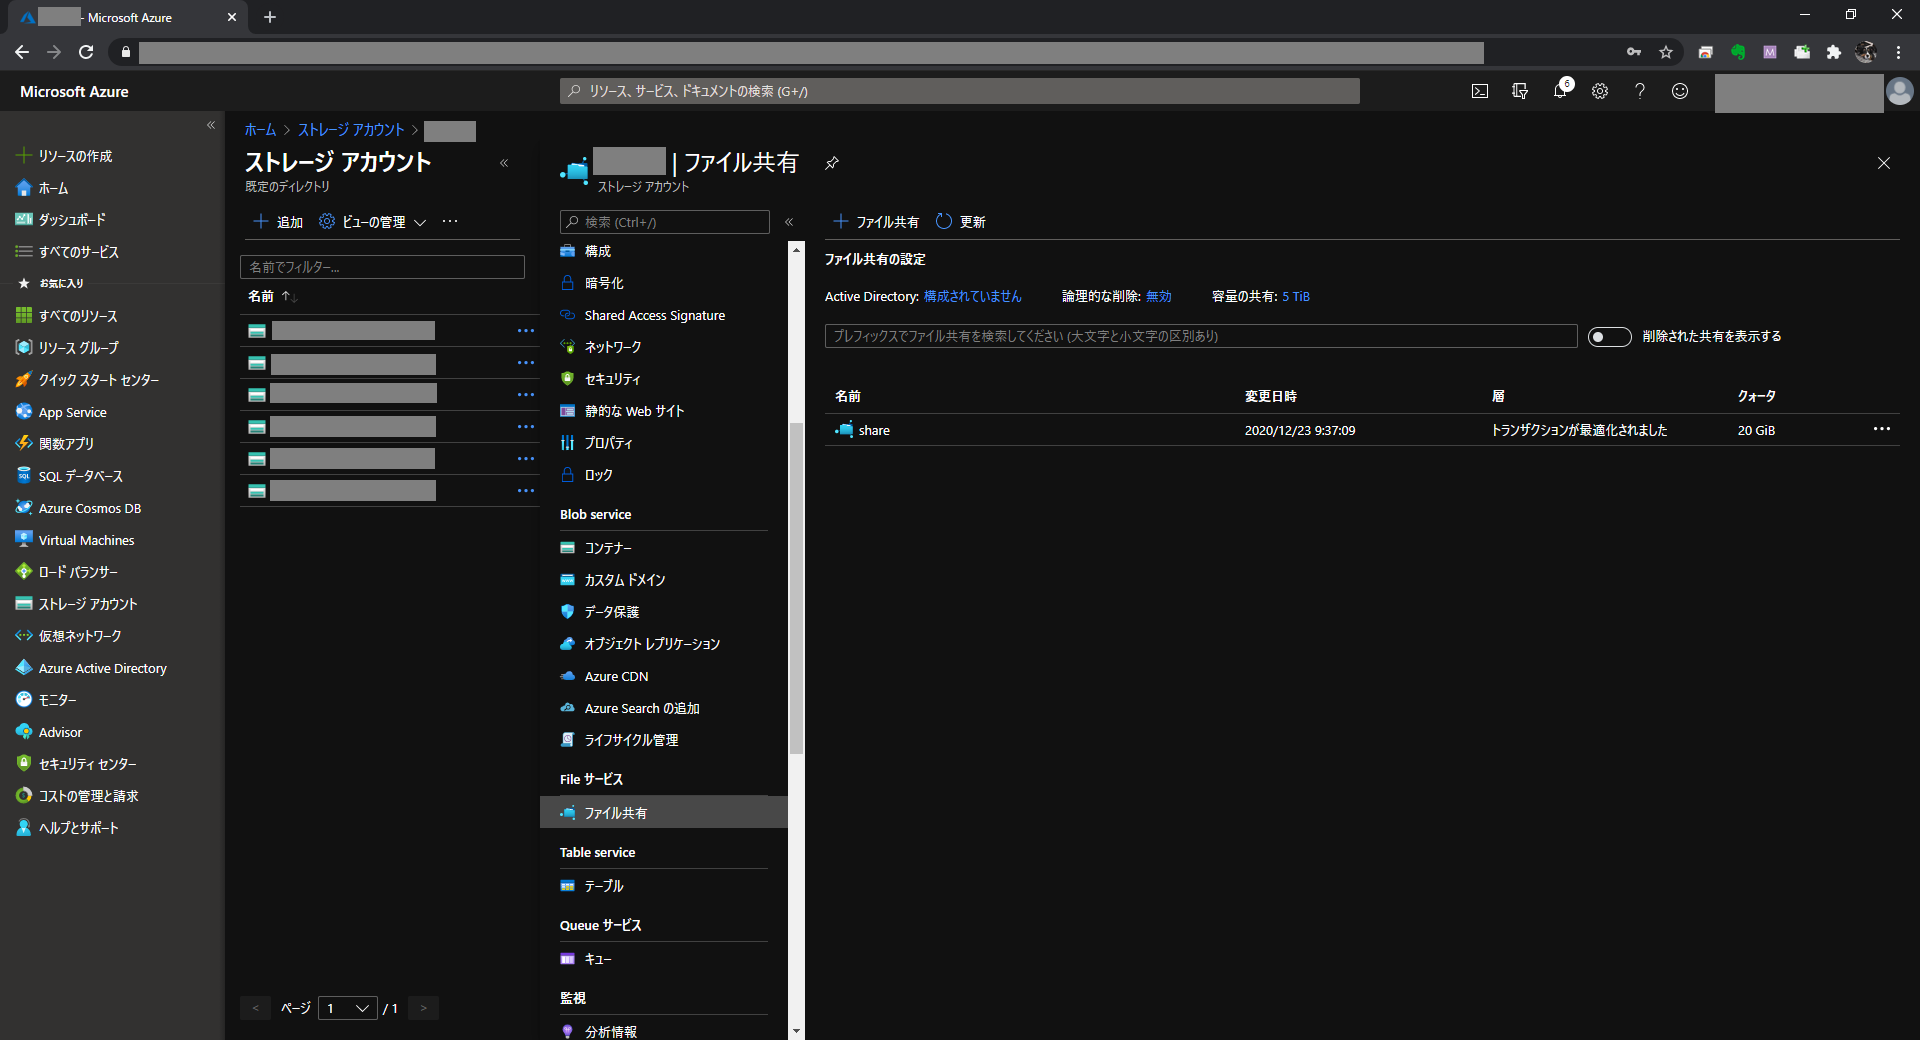 - Microsoft Azure
Microsoft Azure
リソース、サービス、ドキュメントの検索 (G+/)
6
リソースの作成
ホーム
ダッシュボード
すべてのサービス
お気に入り
すべてのリソース
リソース グループ
クイック スタート センター
App Service
関数アプリ
SQL データベース
Azure Cosmos DB
Virtual Machines
ロード バランサー
ストレージ アカウント
仮想ネットワーク
Azure Active Directory
モニター
Advisor
セキュリティ センター
コストの管理と請求
ヘルプとサポート
ホーム > ストレージ アカウント >
ストレージ アカウント
既定のディレクトリ
追加 ビューの管理 ...
名前でフィルター...
名前 ↑↓
< ページ 1 / 1 >
| ファイル共有
ストレージ アカウント
検索 (Ctrl+/)
構成
暗号化
Shared Access Signature
ネットワーク
セキュリティ
静的な Web サイト
プロパティ
ロック
Blob service
コンテナー
カスタム ドメイン
データ保護
オブジェクト レプリケーション
Azure CDN
Azure Search の追加
ライフサイクル管理
File サービス
ファイル共有
Table service
テーブル
Queue サービス
キュー
監視
分析情報
ファイル共有 更新
ファイル共有の設定
Active Directory: 構成されていません 論理的な削除: 無効 容量の共有: 5 TiB
プレフィックスでファイル共有を検索してください (大文字と小文字の区別あり) 削除された共有を表示する
名前 変更日時 層 クォータ
share 2020/12/23 9:37:09 トランザクションが最適化されました 20 GiB ...